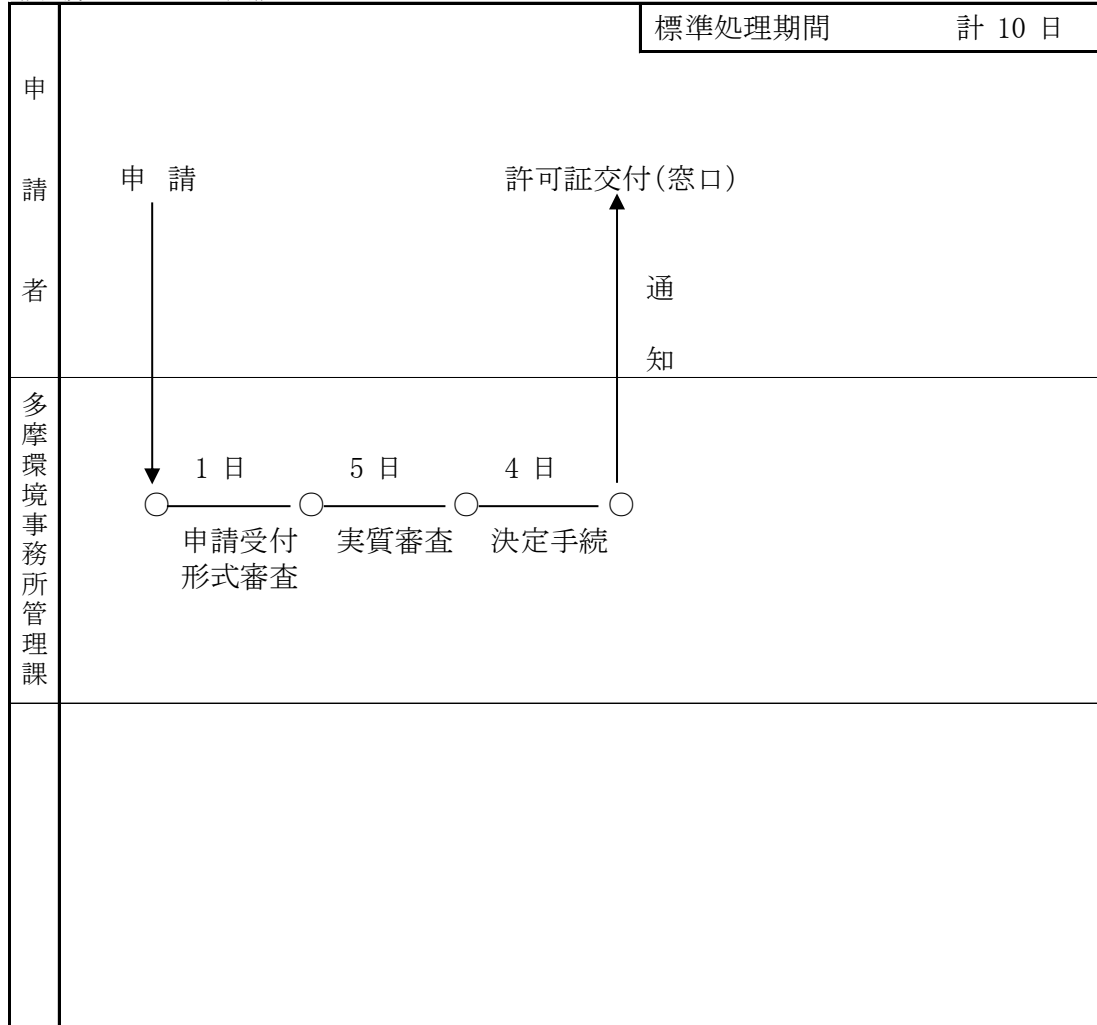 標準処理期間 計 10 日
申請者
申 請
許可証交付(窓口)
通知
多摩環境事務所管理課
1 日 5 日 4 日
申請受付 実質審査 決定手続
形式審査